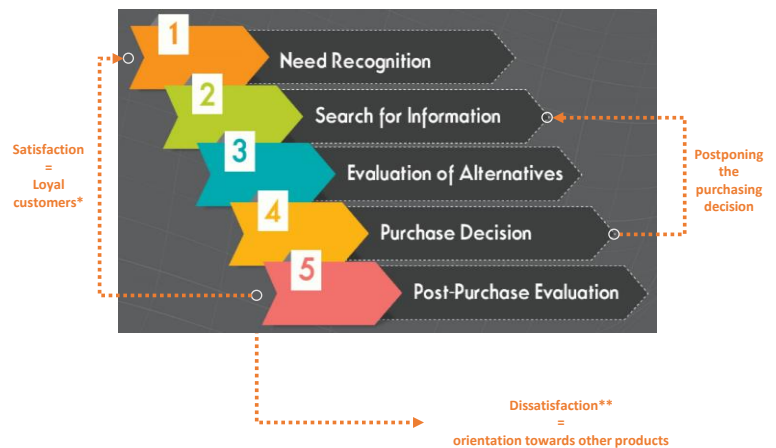 1
Need Recognition
2
Search for Information
3
Evaluation of Alternatives
4
Purchase Decision
5
Post-Purchase Evaluation
Satisfaction
=
Loyal
customers*
Postponing
the
purchasing
decision
Dissatisfaction**
=
orientation towards other products